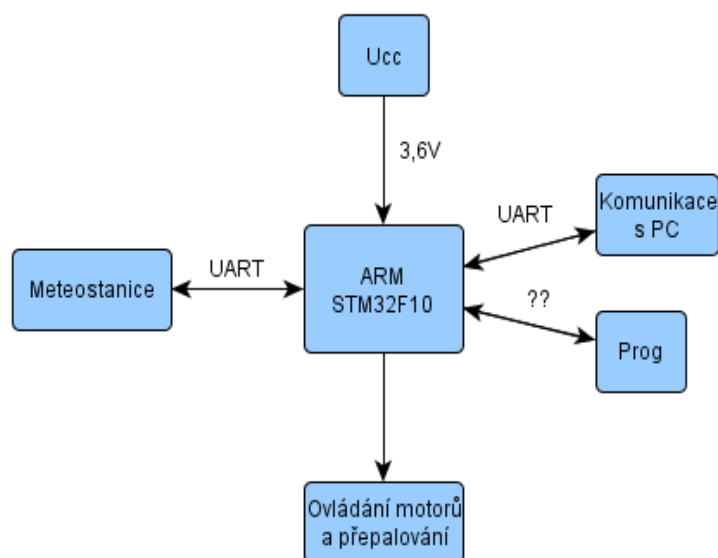 Ucc
3,6V
UART
Komunikace
s PC
UART
Meteostanice
ARM
STM32F10
??
Prog
Ovládání motorů
a přepalování